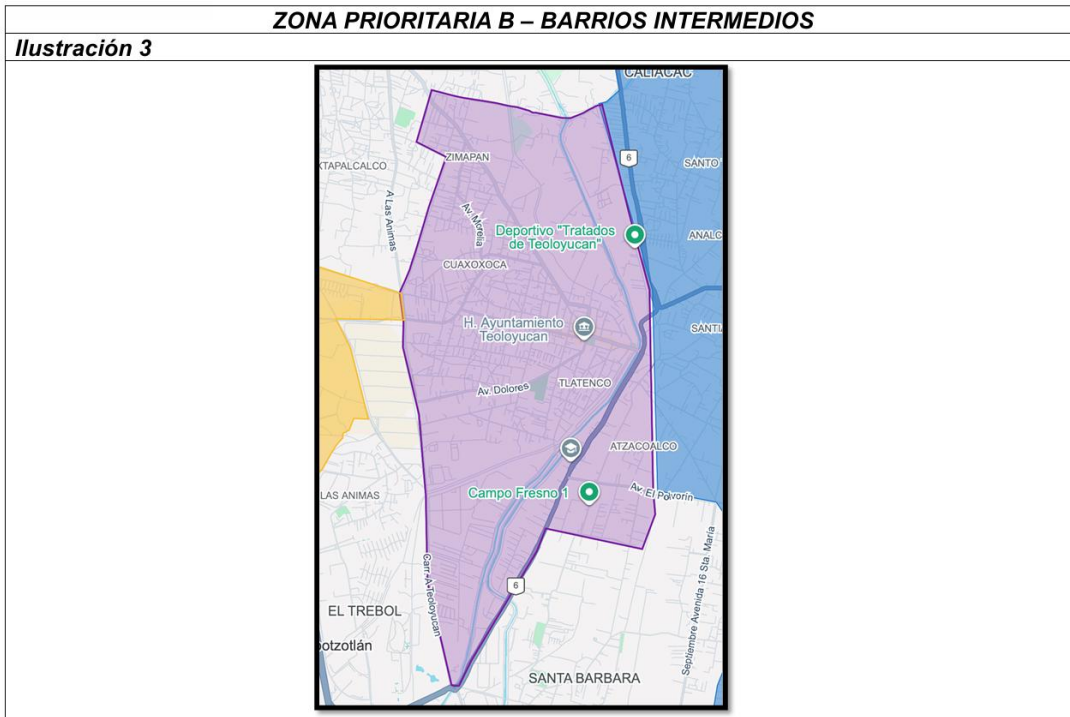 ZONA PRIORITARIA B – BARRIOS INTERMEDIOS
Ilustración 3
CALIACAC
6
XTAPALCALCO
ZIMAPAN
SANTO
A Las Animas
Av. Morelia
Deportivo "Tratados
de Teoloyucan"
ANALC
CUAXOXOCA
H. Ayuntamiento
Teoloyucan
SANTI
Av. Dolores
TLATENCO
ATZACOALCO
LAS ANIMAS
Campo Fresno 1
Av. El Polvorín
Septiembre Avenida 16 Sta. María
Carr. A Teoloyucan
6
EL TREBOL
potzotlán
SANTA BARBARA